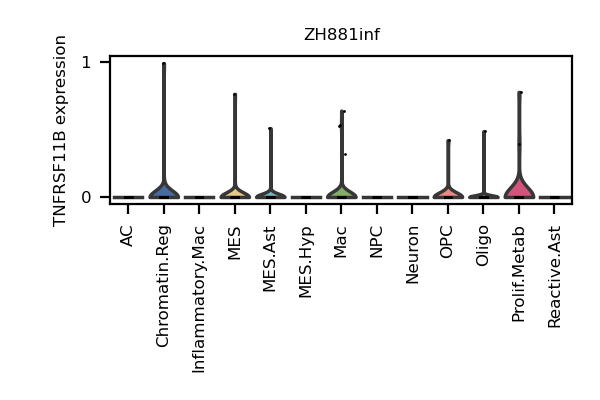 ZH881inf
TNFRSF11B expression
1
0
AC
Chromatin.Reg
Inflammatory.Mac
MES
MES.Ast
MES.Hyp
Mac
NPC
Neuron
OPC
Oligo
Prolif.Metab
Reactive.Ast